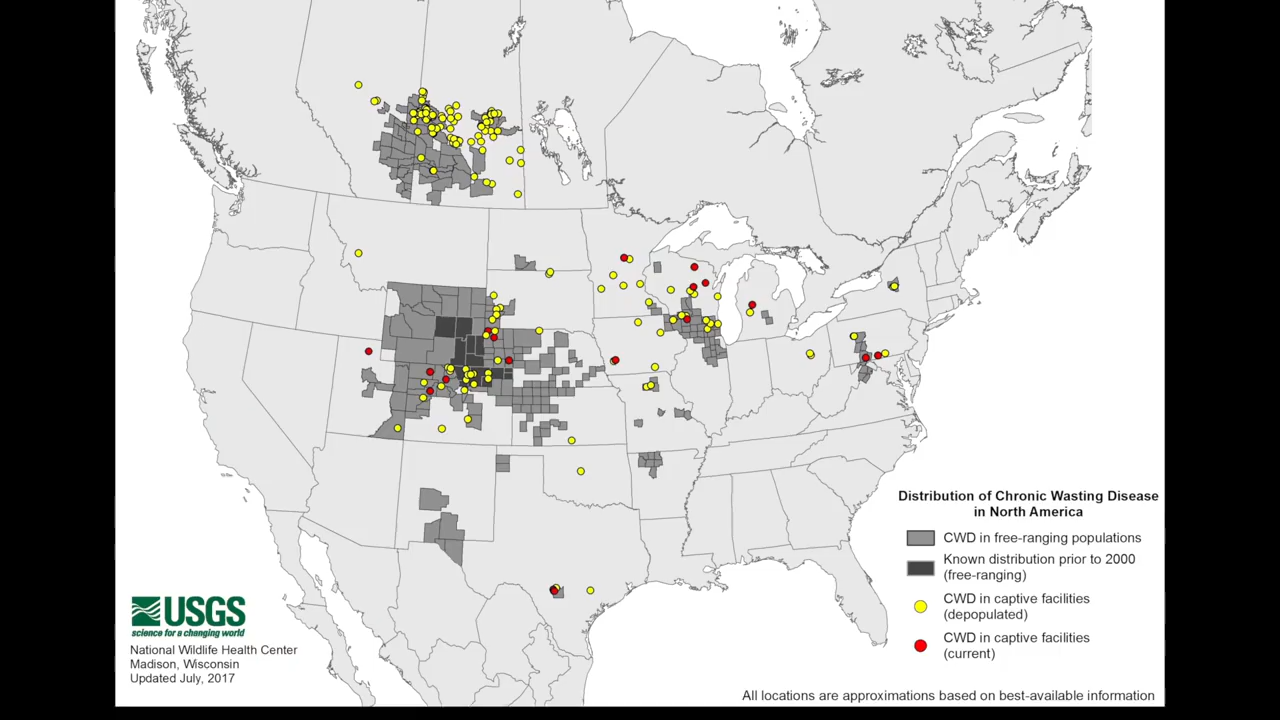 Distribution of Chronic Wasting Disease
in North America
CWD in free-ranging populations
Known distribution prior to 2000
(free-ranging)
CWD in captive facilities
(depopulated)
CWD in captive facilities
(current)
USGS
science for a changing world
National Wildlife Health Center
Madison, Wisconsin
Updated July, 2017
All locations are approximations based on best-available information